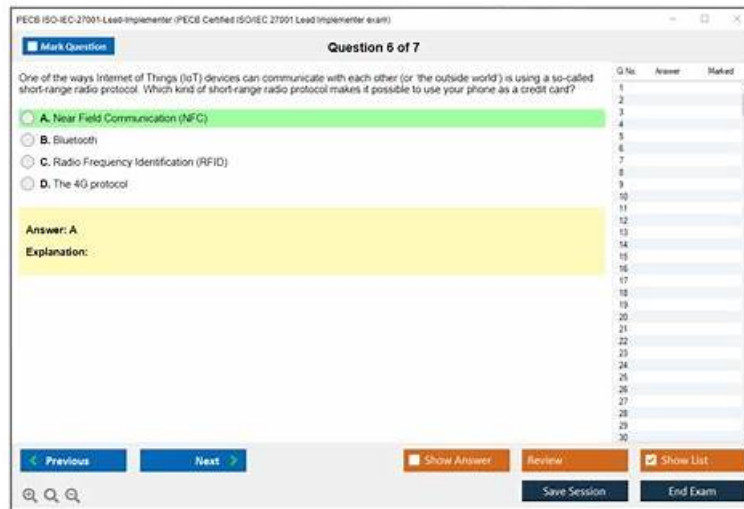 PECB ISO-IEC-27001-Lead-Implementer (PECB Certified ISO/IEC 27001 Lead Implementer exam)
Mark Question
Question 6 of 7
One of the ways Internet of Things (IoT) devices can communicate with each other (or 'the outside world') is using a so-called
short-range radio protocol. Which kind of short-range radio protocol makes it possible to use your phone as a credit card?
A. Near Field Communication (NFC)
B. Bluetooth
C. Radio Frequency Identification (RFID)
D. The 4G protocol
Answer: A
Explanation:
Q No. Answer Marked
1
2
3
4
5
6
7
8
9
10
11
12
13
14
15
16
17
18
19
20
21
22
23
24
25
26
27
28
29
30
Previous
Next
Show Answer
Review
Show List
Save Session
End Exam